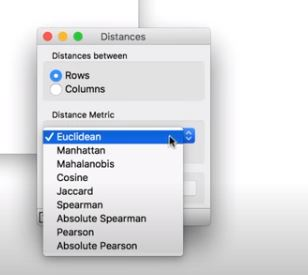 Distances
Distances between
Rows
Columns
Distance Metric
Euclidean
Manhattan
Mahalanobis
Cosine
Jaccard
Spearman
Absolute Spearman
Pearson
Absolute Pearson